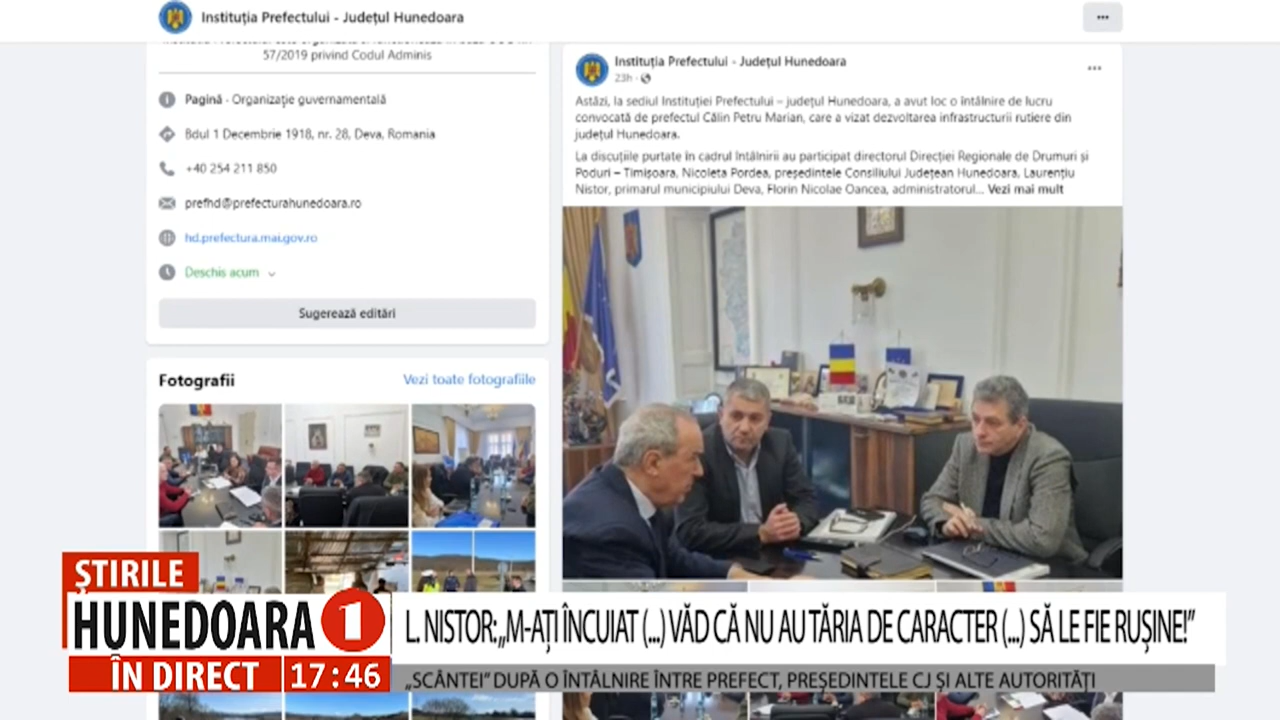 Instituția Prefectului - Județul Hunedoara
57/2019 privind Codul Adminis
Pagină · Organizație guvernamentală
Bdul 1 Decembrie 1918, nr. 28, Deva, Romania
+40 254 211 850
prefhd@prefecturahunedoara.ro
hd.prefectura.mai.gov.ro
Deschis acum
Sugerează editări
Fotografii
Vezi toate fotografiile
Instituția Prefectului - Județul Hunedoara
23h
Astăzi, la sediul Instituției Prefectului – județul Hunedoara, a avut loc o întâlnire de lucru
convocată de prefectul Călin Petru Marian, care a vizat dezvoltarea infrastructurii rutiere din
județul Hunedoara.
La discuțiile purtate în cadrul întâlnirii au participat directorul Direcției Regionale de Drumuri și
Poduri – Timișoara, Nicoleta Pordea, președintele Consiliului Județean Hunedoara, Laurențiu
Nistor, primarul municipiului Deva, Florin Nicolae Oancea, administratorul... Vezi mai mult
ŞTIRILE
HUNEDOARA 1
ÎN DIRECT 17:46
L. NISTOR: „M-AȚI ÎNCUIAT (...) VĂD CĂ NU AU TĂRIA DE CARACTER (...) SĂ LE FIE RUȘINE!”
„SCÂNTEI” DUPĂ O ÎNTÂLNIRE ÎNTRE PREFECT, PREȘEDINTELE CJ ȘI ALTE AUTORITĂȚI